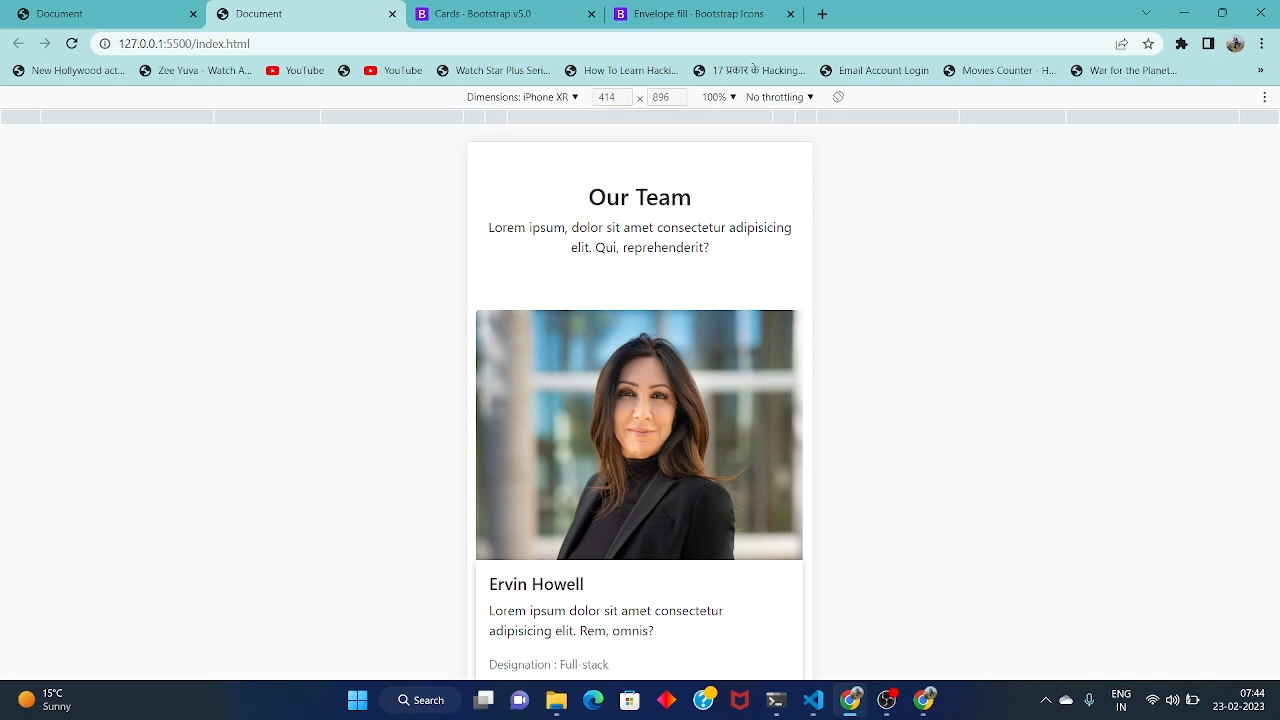 Document
Document
Cards · Bootstrap v5.0
Envelope fill · Bootstrap Icons
127.0.0.1:5500/index.html
New Hollywood act...
Zee Yuva - Watch A...
YouTube
YouTube
Watch Star Plus Seri...
How To Learn Hacki...
Email Account Login
Movies Counter - H...
War for the Planet...
»
Dimensions: iPhone XR ▼ 414 × 896 100% ▼ No throttling ▼
Our Team
Lorem ipsum, dolor sit amet consectetur adipisicing
elit. Qui, reprehenderit?
Ervin Howell
Lorem ipsum dolor sit amet consectetur
adipisicing elit. Rem, omnis?
Designation : Full-stack
15°C
Sunny
Search
ENG
IN
07:44
23-02-2023